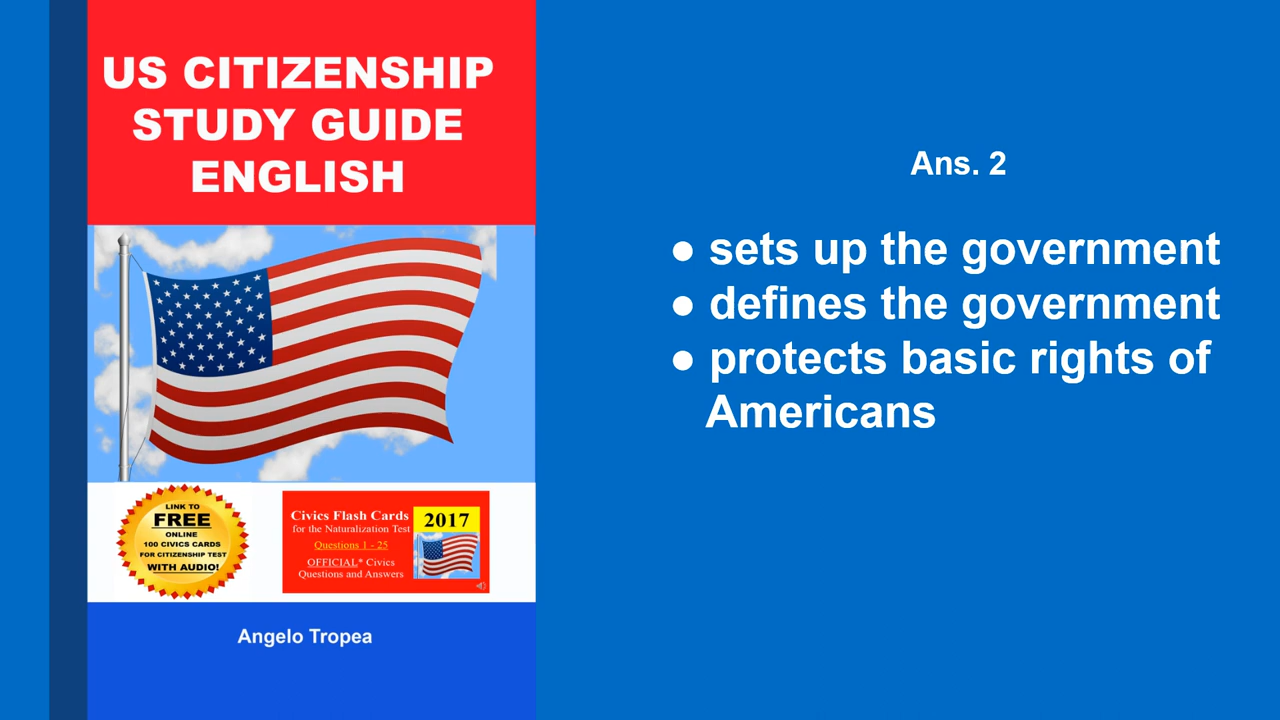 US CITIZENSHIP
STUDY GUIDE
ENGLISH
LINK TO
FREE
ONLINE
100 CIVICS CARDS
FOR CITIZENSHIP TEST
WITH AUDIO!
Civics Flash Cards
for the Naturalization Test
Questions 1 - 25
OFFICIAL* Civics
Questions and Answers
2017
Angelo Tropea
Ans. 2
● sets up the government
● defines the government
● protects basic rights of
Americans